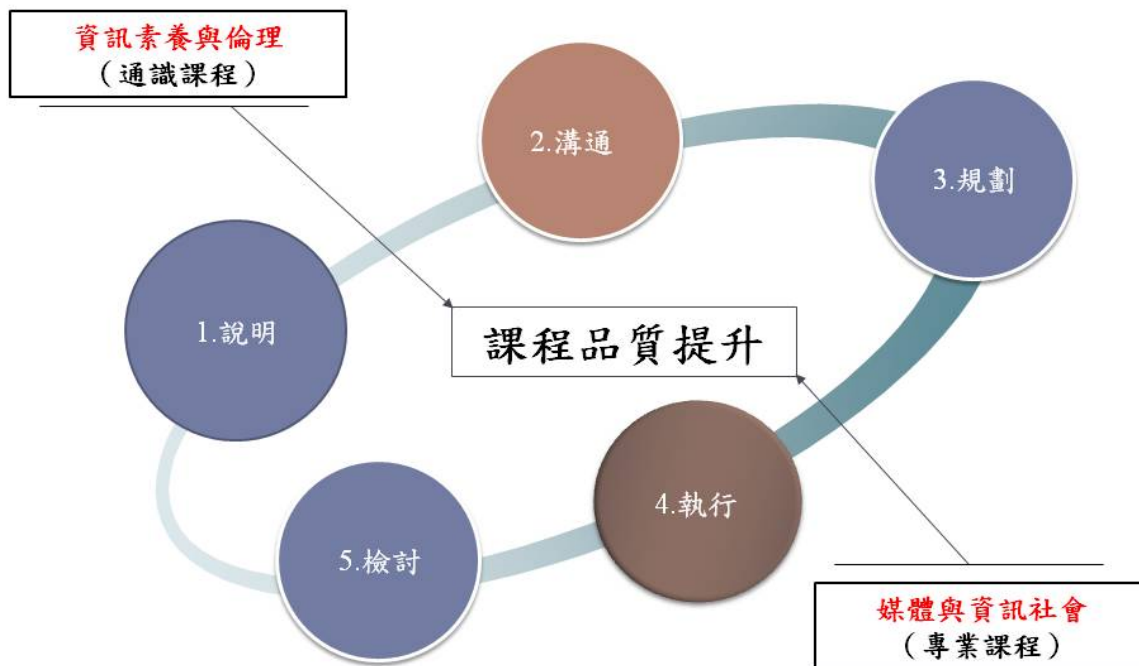 資訊素養與倫理
（通識課程）
2.溝通
3.規劃
1.說明
課程品質提升
4.執行
5.檢討
媒體與資訊社會
（專業課程）